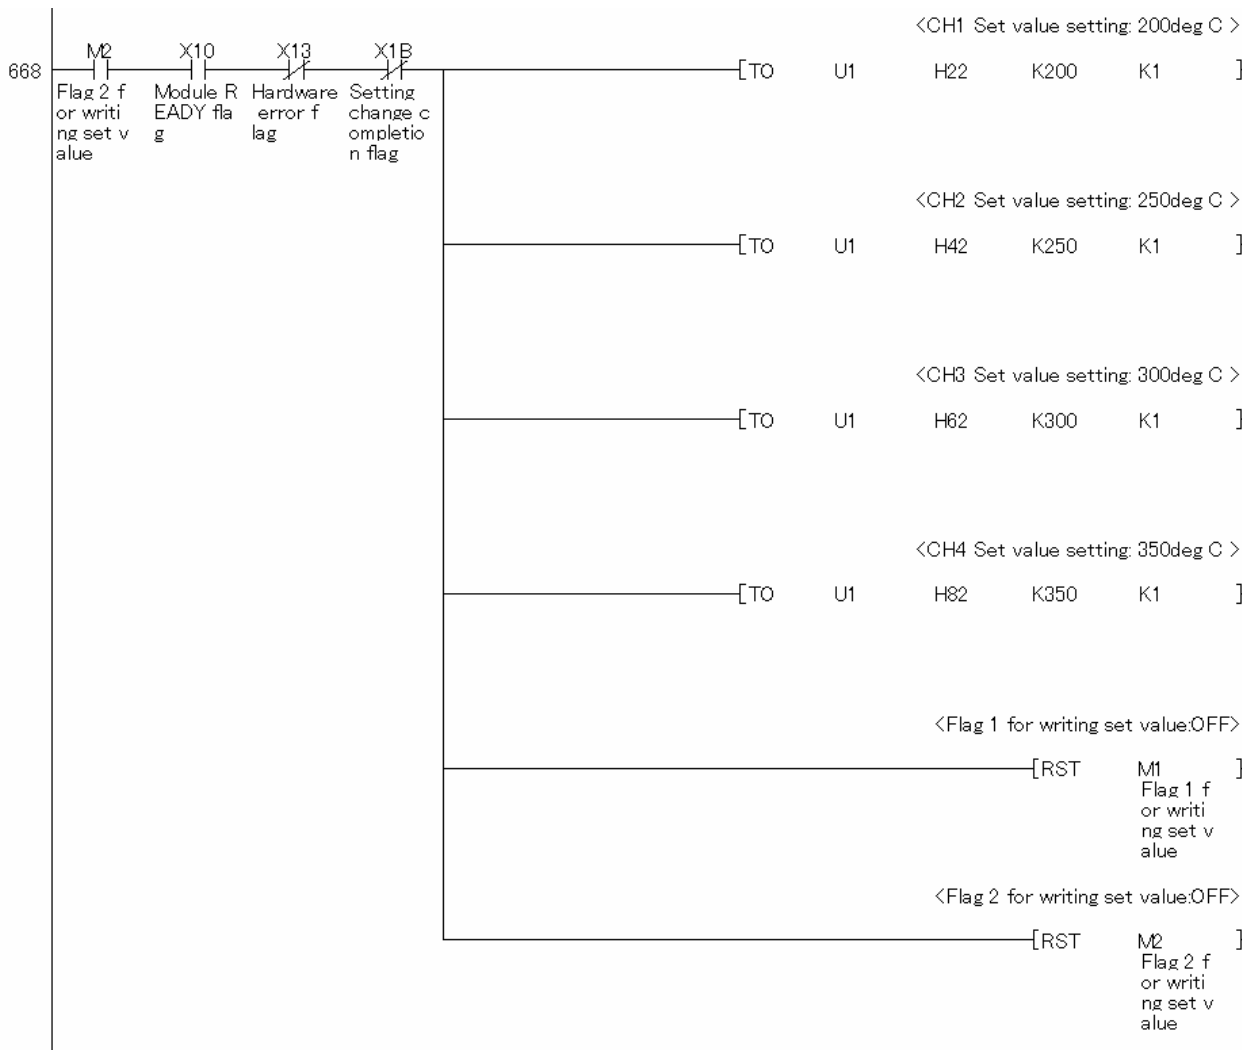 <CH1 Set value setting: 200deg C >
M2 X10 X13 X1B
668 [TO U1 H22 K200 K1 ]
Flag 2 f Module R Hardware Setting
or writi EADY fla error f change c
ng set v g lag ompletio
alue n flag
<CH2 Set value setting: 250deg C >
[TO U1 H42 K250 K1 ]
<CH3 Set value setting: 300deg C >
[TO U1 H62 K300 K1 ]
<CH4 Set value setting: 350deg C >
[TO U1 H82 K350 K1 ]
<Flag 1 for writing set value:OFF>
[RST M1 ]
Flag 1 f
or writi
ng set v
alue
<Flag 2 for writing set value:OFF>
[RST M2 ]
Flag 2 f
or writi
ng set v
alue